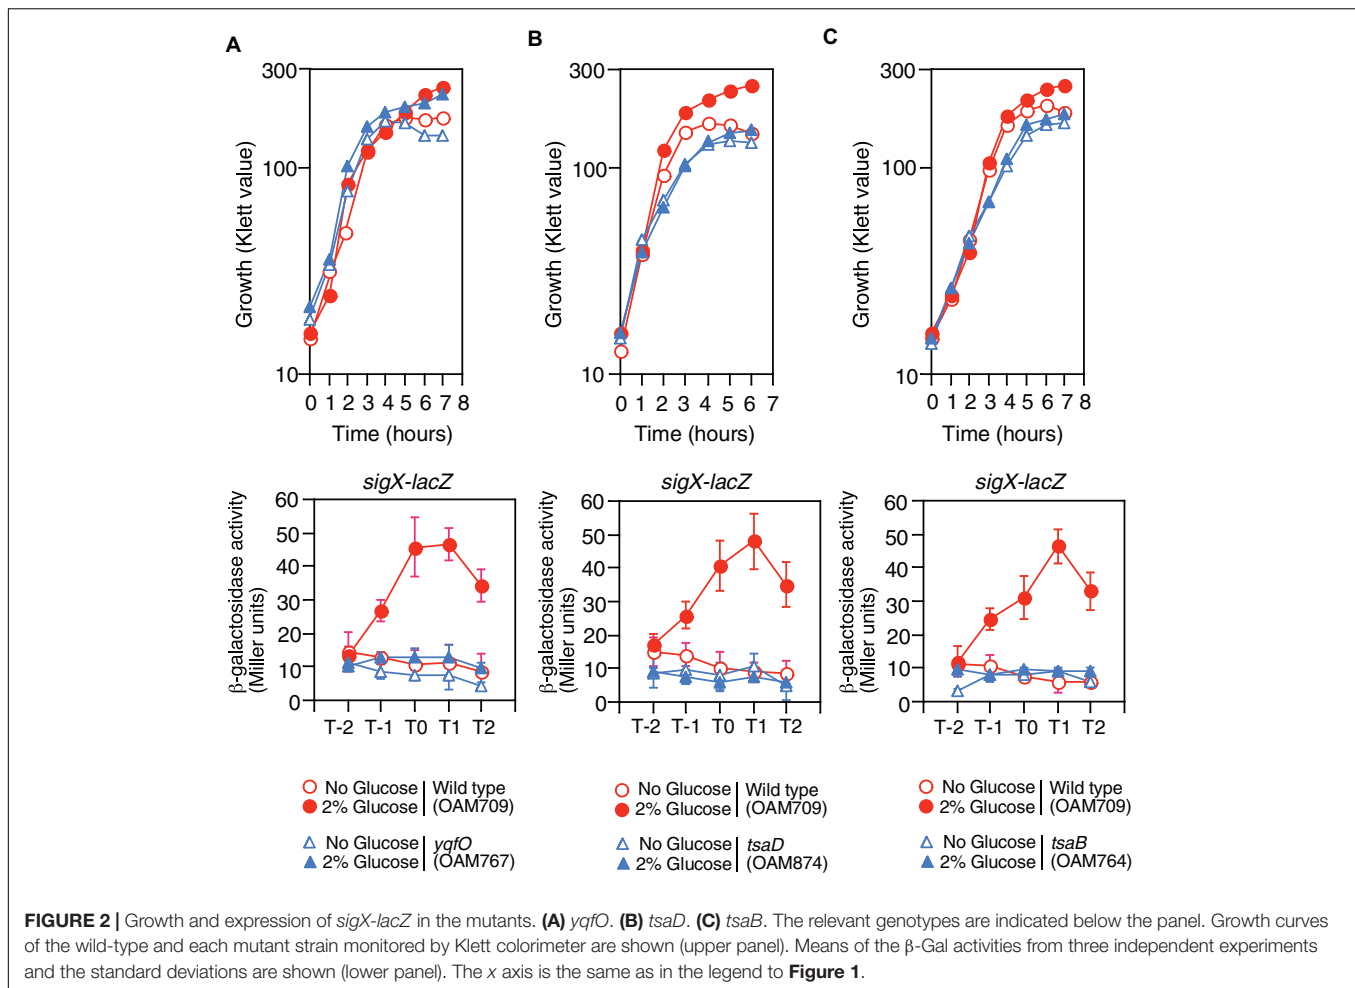 (A)
300
100
10
Growth (Klett value)
0 1 2 3 4 5 6 7 8
Time (hours)
(B)
300
100
10
Growth (Klett value)
0 1 2 3 4 5 6 7
Time (hours)
(C)
300
100
10
Growth (Klett value)
0 1 2 3 4 5 6 7 8
Time (hours)
sigX-lacZ
60
50
40
30
20
10
0
β-galactosidase activity
(Miller units)
T-2 T-1 T0 T1 T2
sigX-lacZ
60
50
40
30
20
10
0
β-galactosidase activity
(Miller units)
T-2 T-1 T0 T1 T2
sigX-lacZ
60
50
40
30
20
10
0
β-galactosidase activity
(Miller units)
T-2 T-1 T0 T1 T2
No Glucose Wild type
2% Glucose (OAM709)
No Glucose yqfO
2% Glucose (OAM767)
No Glucose Wild type
2% Glucose (OAM709)
No Glucose tsaD
2% Glucose (OAM874)
No Glucose Wild type
2% Glucose (OAM709)
No Glucose tsaB
2% Glucose (OAM764)
FIGURE 2 | Growth and expression of sigX-lacZ in the mutants. (A) yqfO. (B) tsaD. (C) tsaB. The relevant genotypes are indicated below the panel. Growth curves
of the wild-type and each mutant strain monitored by Klett colorimeter are shown (upper panel). Means of the β-Gal activities from three independent experiments
and the standard deviations are shown (lower panel). The x axis is the same as in the legend to Figure 1.